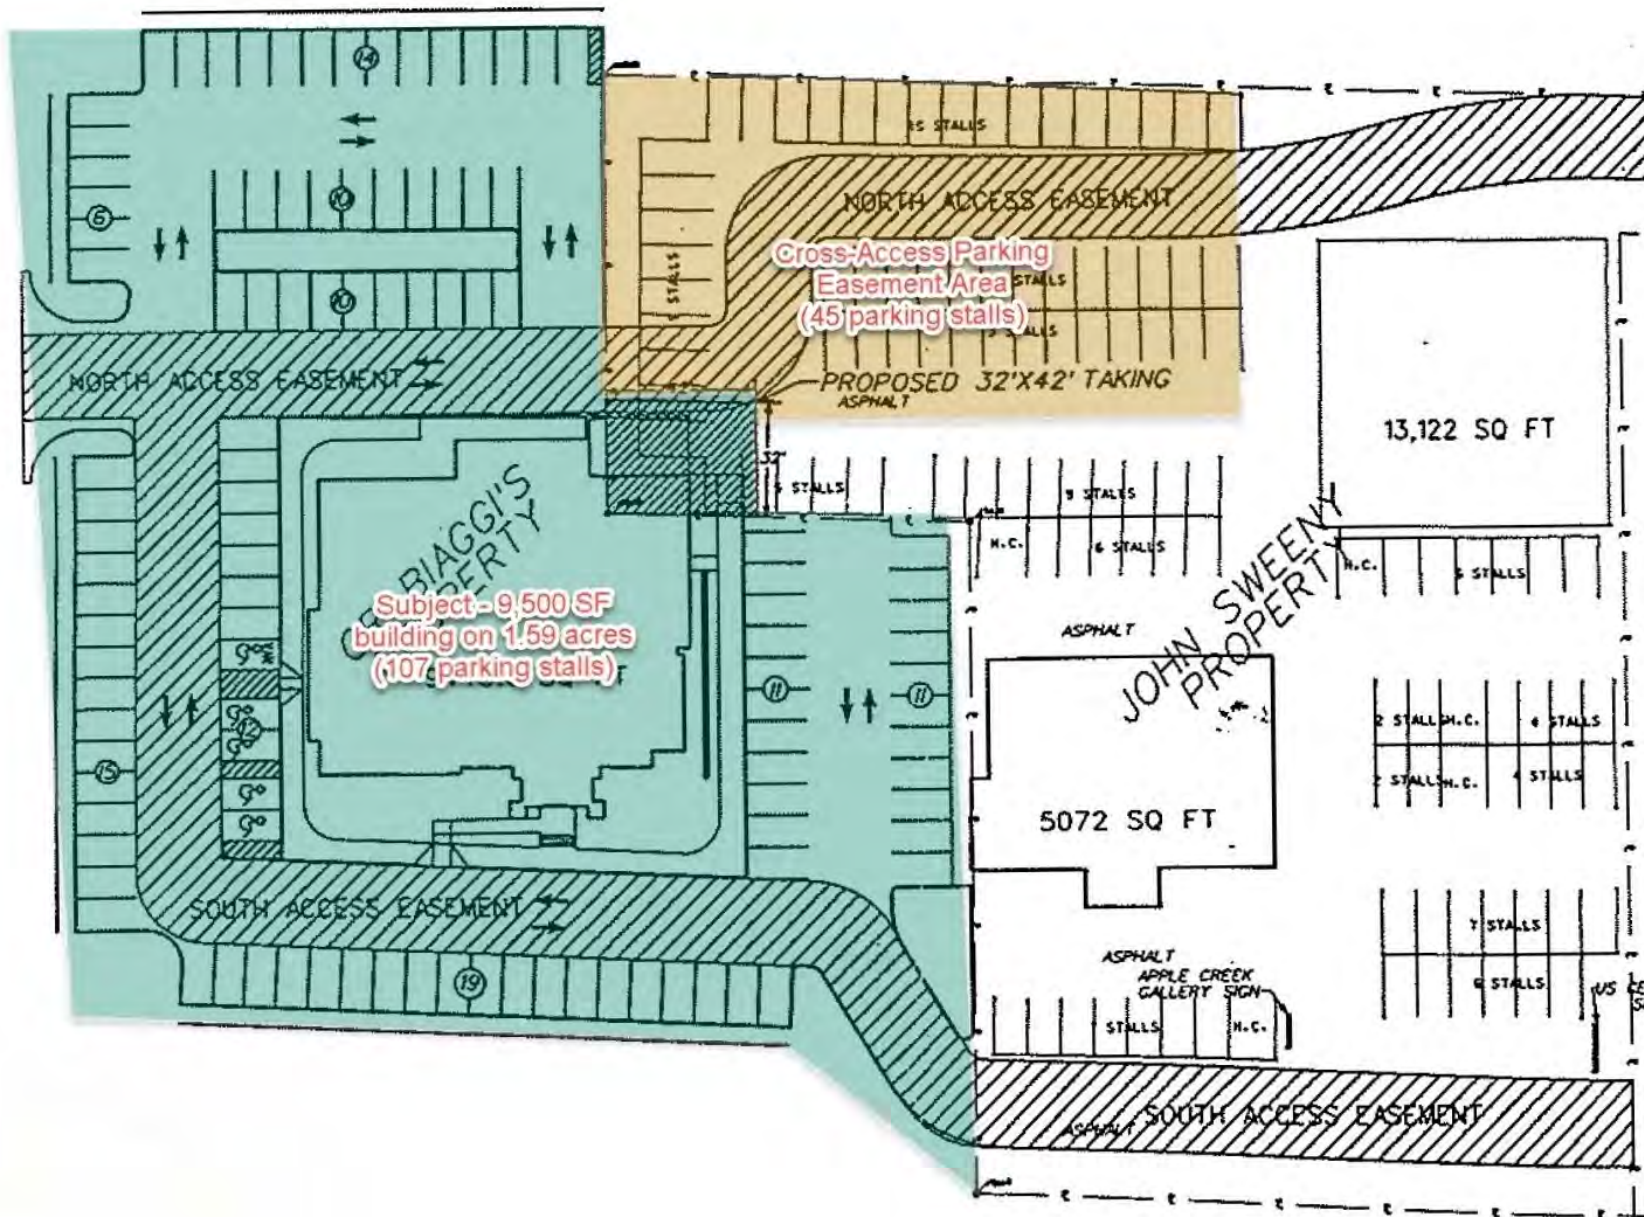 14
15 STALLS
10
NORTH ACCESS EASEMENT
6
Cross-Access Parking
Easement Area
(45 parking stalls)
STALLS
STALLS
STALLS
10
NORTH ACCESS EASEMENT
PROPOSED 32'X42' TAKING
ASPHALT
13,122 SQ FT
32'
STALLS
9 STALLS
H.C.
6 STALLS
H.C.
5 STALLS
BIAGGI'S
Subject - 9,500 SF
building on 1.59 acres
(107 parking stalls)
ASPHALT
JOHN SWEENY
PROPERTY
11
11
12
15
2 STALLS
H.C.
4 STALLS
2 STALLS
H.C.
4 STALLS
5072 SQ FT
SOUTH ACCESS EASEMENT
7 STALLS
ASPHALT
APPLE CREEK
GALLERY SIGN
6 STALLS
US
19
STALLS
H.C.
SOUTH ACCESS EASEMENT
ASPHALT